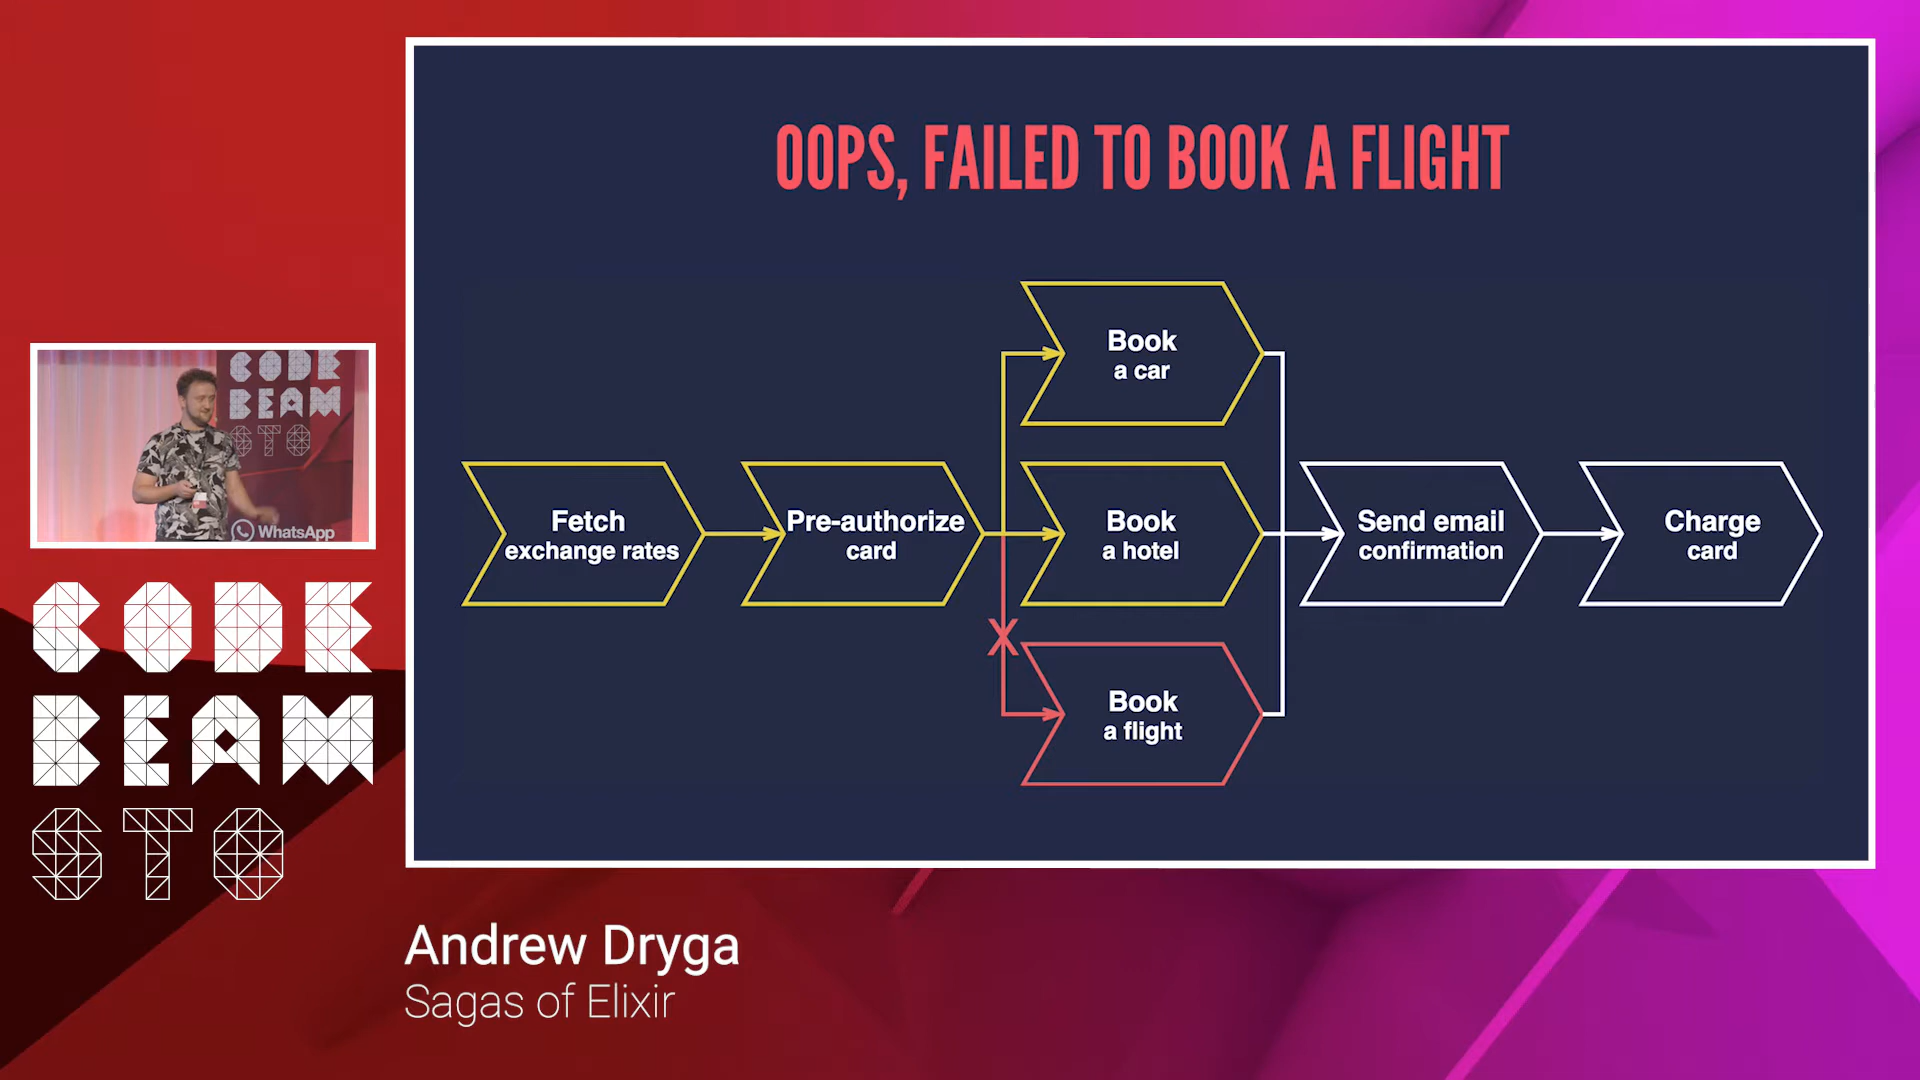 OOPS, FAILED TO BOOK A FLIGHT
Book
a car
Fetch
exchange rates
Pre-authorize
card
Book
a hotel
Send email
confirmation
Charge
card
X
Book
a flight
CODE
BEAM
STO
WhatsApp
CODE
BEAM
STO
Andrew Dryga
Sagas of Elixir